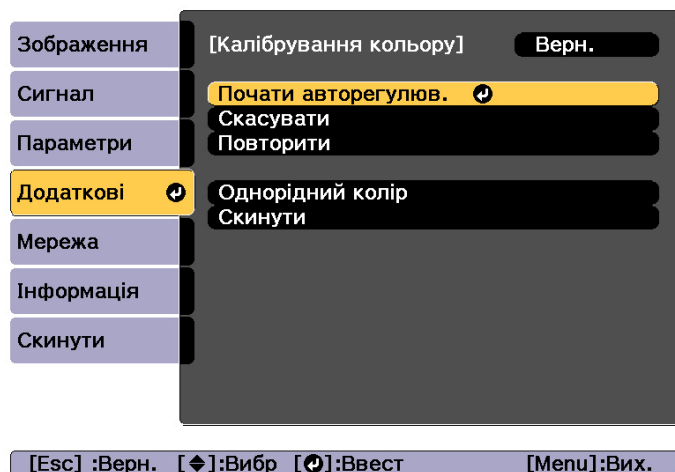 Зображення
Сигнал
Параметри
Додаткові
Мережа
Інформація
Скинути
[Калібрування кольору] Верн.
Почати авторегулюв.
Скасувати
Повторити
Однорідний колір
Скинути
[Esc] :Верн. [◆]:Вибр [↵]:Ввест [Menu]:Вих.